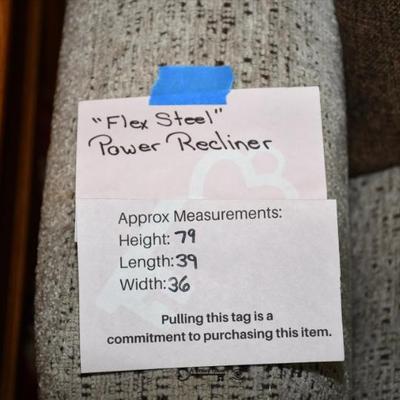 "Flex Steel"
Power Recliner
Approx Measurements:
Height: 79
Length: 39
Width: 36
Pulling this tag is a
commitment to purchasing this item.